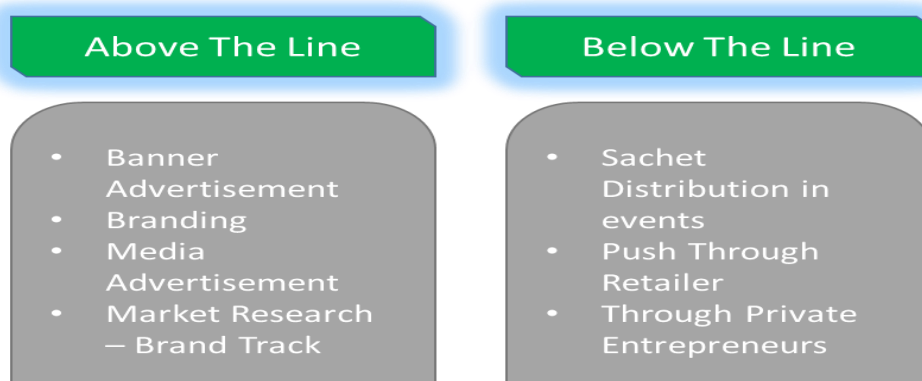 Above The Line
• Banner
Advertisement
• Branding
• Media
Advertisement
• Market Research
– Brand Track
Below The Line
• Sachet
Distribution in
events
• Push Through
Retailer
• Through Private
Entrepreneurs